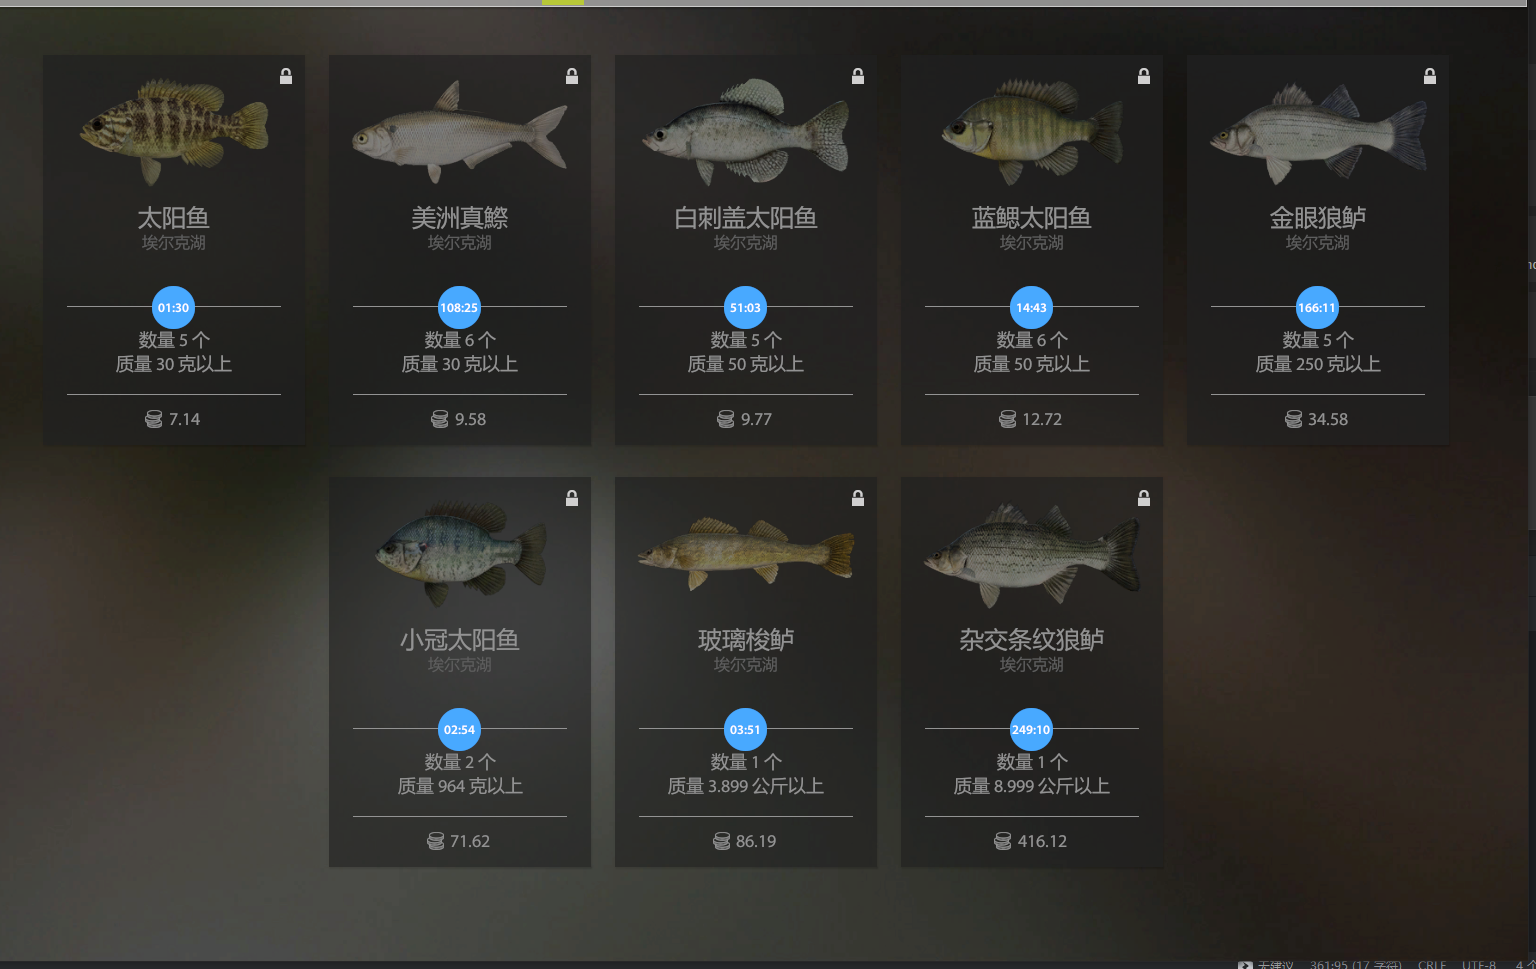 太阳鱼
埃尔克湖
01:30
数量 5 个
质量 30 克以上
7.14
美洲真鰶
埃尔克湖
108:25
数量 6 个
质量 30 克以上
9.58
白刺盖太阳鱼
埃尔克湖
51:03
数量 5 个
质量 50 克以上
9.77
蓝鳃太阳鱼
埃尔克湖
14:43
数量 6 个
质量 50 克以上
12.72
金眼狼鲈
埃尔克湖
166:11
数量 5 个
质量 250 克以上
34.58
小冠太阳鱼
埃尔克湖
02:54
数量 2 个
质量 964 克以上
71.62
玻璃梭鲈
埃尔克湖
03:51
数量 1 个
质量 3.899 公斤以上
86.19
杂交条纹狼鲈
埃尔克湖
249:10
数量 1 个
质量 8.999 公斤以上
416.12
无建议 361:95 (17 字符) CRLF UTF-8 4